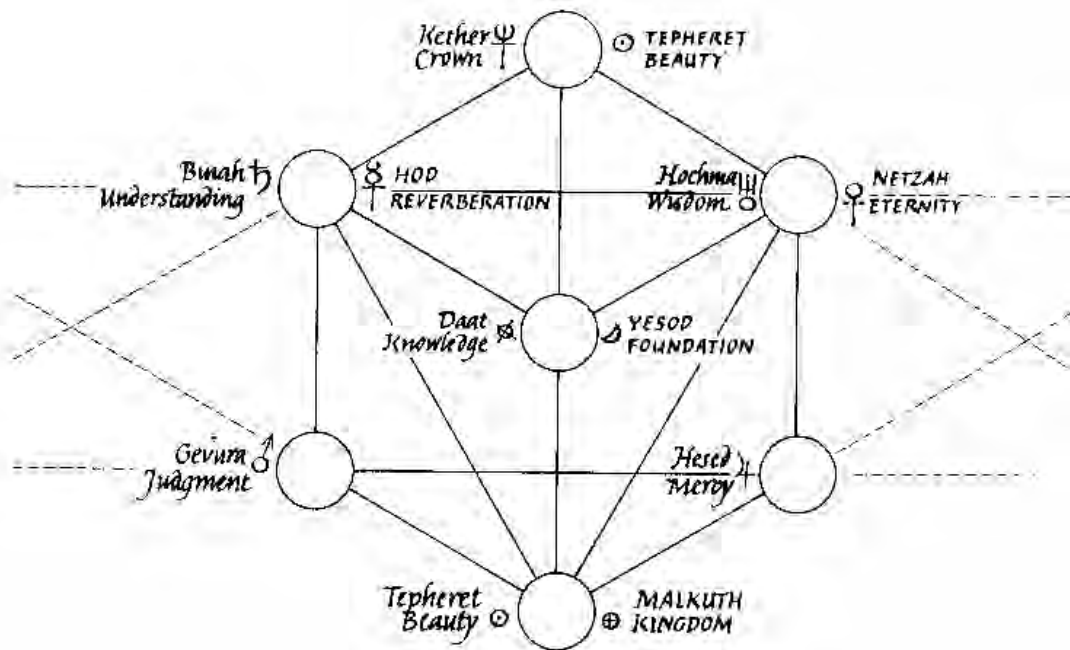 Kether
Crown
TEPHERET
BEAUTY
Binah
Understanding
HOD
REVERBERATION
Hochma
Wisdom
NETZAH
ETERNITY
Daat
Knowledge
YESOD
FOUNDATION
Gevura
Judgment
Hesed
Mercy
Tepheret
Beauty
MALKUTH
KINGDOM